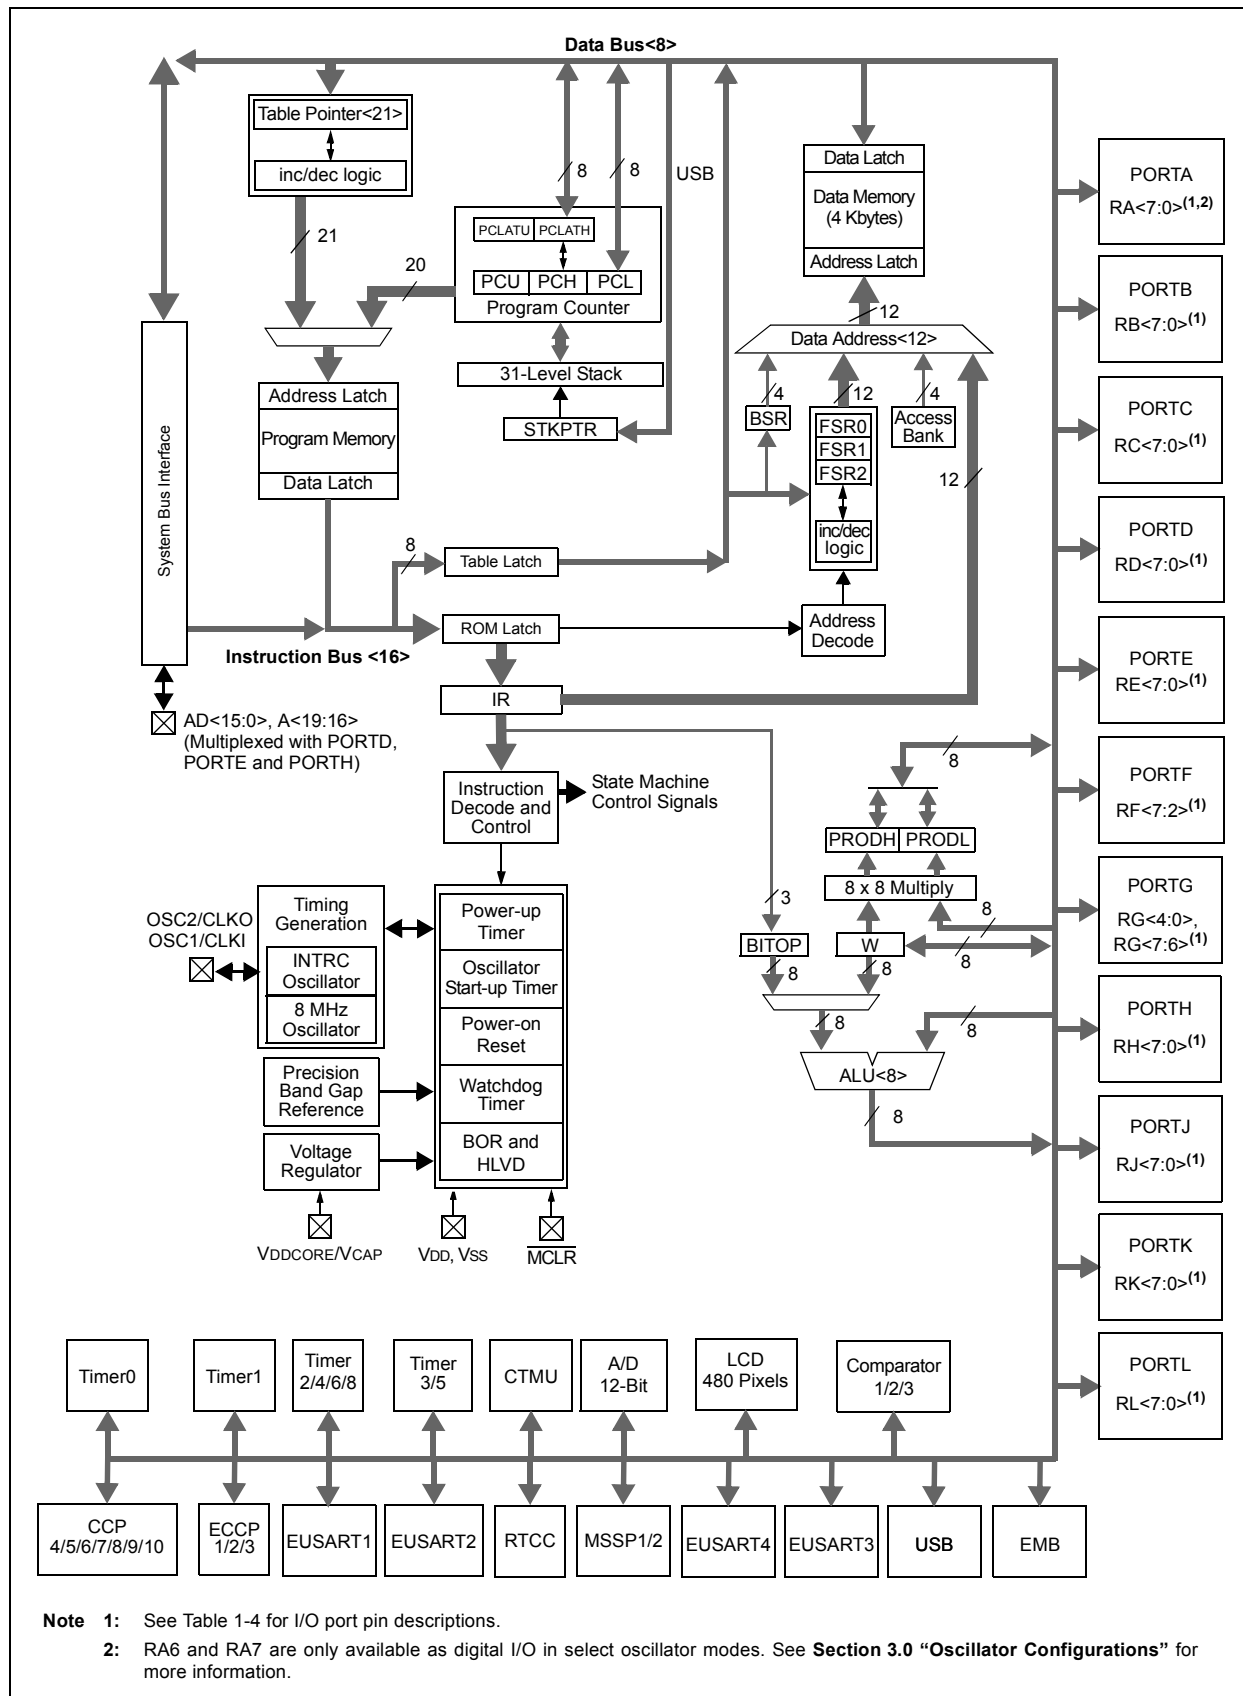 Data Bus<8>
Table Pointer<21>
inc/dec logic
21
8
8
USB
PCLATU PCLATH
PCU PCH PCL
Program Counter
20
31-Level Stack
STKPTR
Data Latch
Data Memory
(4 Kbytes)
Address Latch
12
Data Address<12>
4
12
4
BSR
FSR0
FSR1
FSR2
inc/dec
logic
Access
Bank
12
System Bus Interface
Address Latch
Program Memory
Data Latch
8
Table Latch
ROM Latch
Instruction Bus <16>
Address
Decode
IR
AD<15:0>, A<19:16>
(Multiplexed with PORTD,
PORTE and PORTH)
Instruction
Decode and
Control
State Machine
Control Signals
8
PRODH PRODL
8 x 8 Multiply
3
8
BITOP
W
8
8
8
8
8
ALU<8>
8
OSC2/CLKO
OSC1/CLKI
Timing
Generation
INTRC
Oscillator
8 MHz
Oscillator
Precision
Band Gap
Reference
Voltage
Regulator
Power-up
Timer
Oscillator
Start-up Timer
Power-on
Reset
Watchdog
Timer
BOR and
HLVD
VDDCORE/VCAP
VDD, VSS
MCLR
PORTA
RA<7:0>(1,2)
PORTB
RB<7:0>(1)
PORTC
RC<7:0>(1)
PORTD
RD<7:0>(1)
PORTE
RE<7:0>(1)
PORTF
RF<7:2>(1)
PORTG
RG<4:0>,
RG<7:6>(1)
PORTH
RH<7:0>(1)
PORTJ
RJ<7:0>(1)
PORTK
RK<7:0>(1)
PORTL
RL<7:0>(1)
Timer0
Timer1
Timer
2/4/6/8
Timer
3/5
CTMU
A/D
12-Bit
LCD
480 Pixels
Comparator
1/2/3
CCP
4/5/6/7/8/9/10
ECCP
1/2/3
EUSART1
EUSART2
RTCC
MSSP1/2
EUSART4
EUSART3
USB
EMB
Note 1: See Table 1-4 for I/O port pin descriptions.
2: RA6 and RA7 are only available as digital I/O in select oscillator modes. See Section 3.0 “Oscillator Configurations” for
more information.